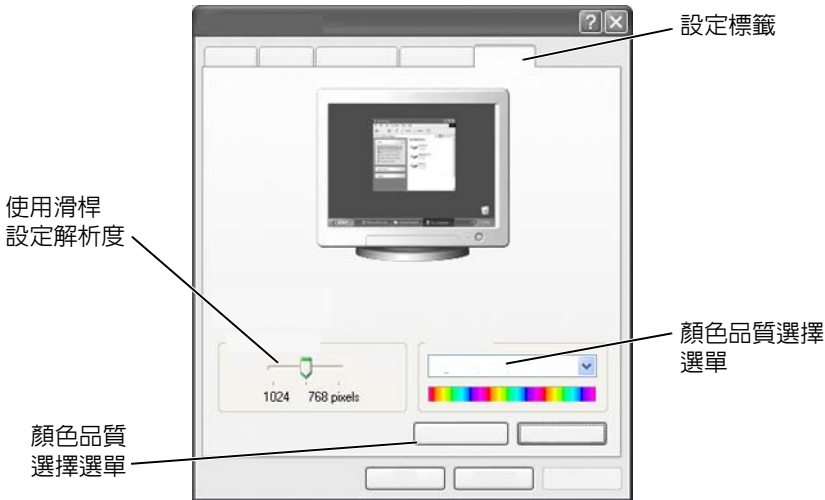 設定標籤
使用滑桿
設定解析度
顏色品質選擇
選單
1024 768 pixels
顏色品質
選擇選單